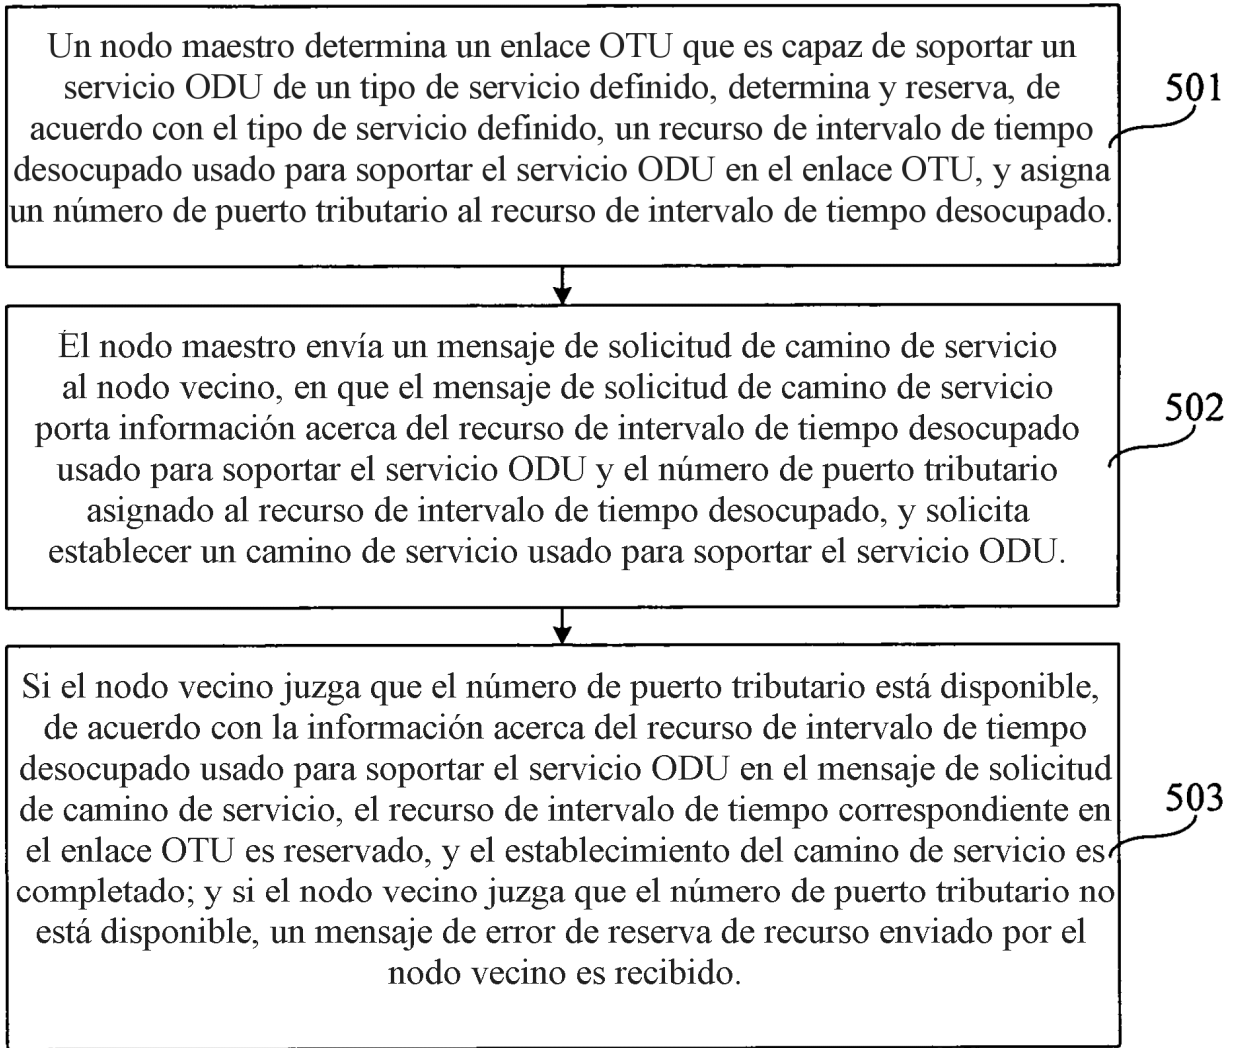 Un nodo maestro determina un enlace OTU que es capaz de soportar un
servicio ODU de un tipo de servicio definido, determina y reserva, de
acuerdo con el tipo de servicio definido, un recurso de intervalo de tiempo
desocupado usado para soportar el servicio ODU en el enlace OTU, y asigna
un número de puerto tributario al recurso de intervalo de tiempo desocupado.
501
El nodo maestro envía un mensaje de solicitud de camino de servicio
al nodo vecino, en que el mensaje de solicitud de camino de servicio
porta información acerca del recurso de intervalo de tiempo desocupado
usado para soportar el servicio ODU y el número de puerto tributario
asignado al recurso de intervalo de tiempo desocupado, y solicita
establecer un camino de servicio usado para soportar el servicio ODU.
502
Si el nodo vecino juzga que el número de puerto tributario está disponible,
de acuerdo con la información acerca del recurso de intervalo de tiempo
desocupado usado para soportar el servicio ODU en el mensaje de solicitud
de camino de servicio, el recurso de intervalo de tiempo correspondiente en
el enlace OTU es reservado, y el establecimiento del camino de servicio es
completado; y si el nodo vecino juzga que el número de puerto tributario no
está disponible, un mensaje de error de reserva de recurso enviado por el
nodo vecino es recibido.
503